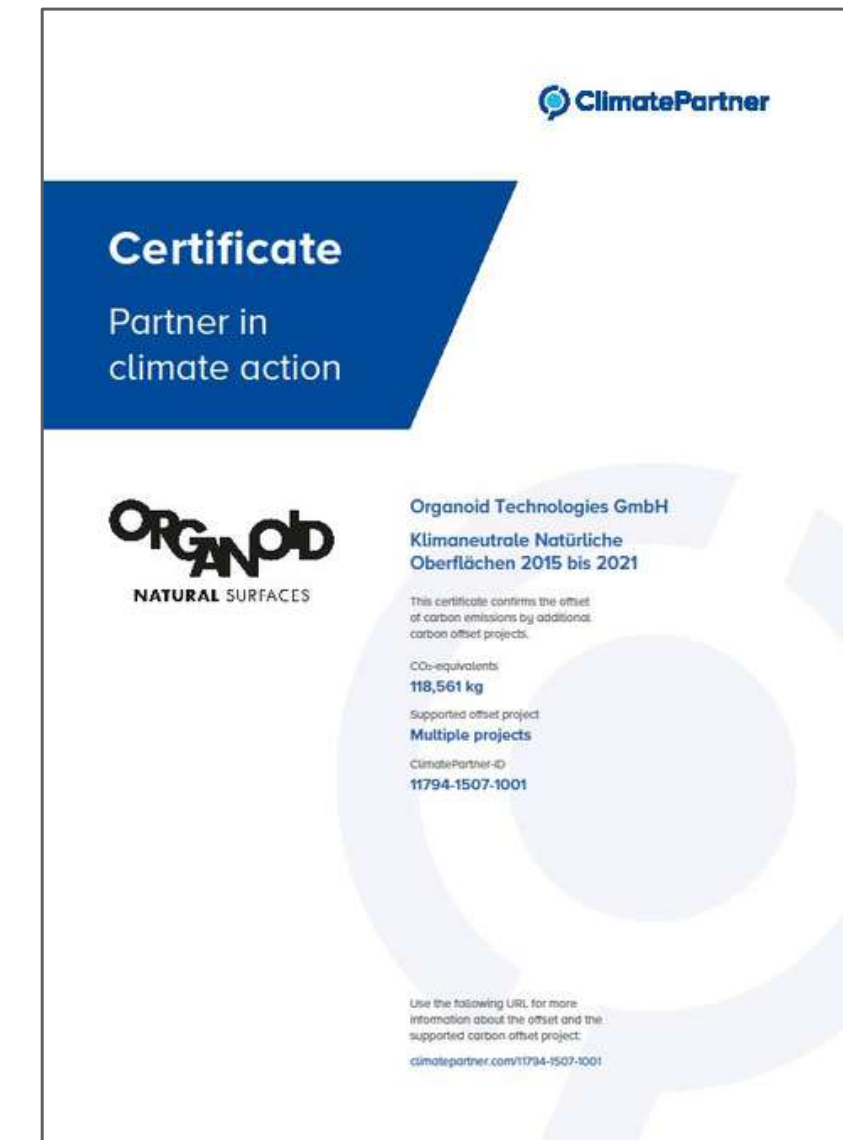 ClimatePartner
Certificate
Partner in
climate action
ORGANOID
NATURAL SURFACES
Organoid Technologies GmbH
Klimaneutrale Natürliche
Oberflächen 2015 bis 2021
This certificate confirms the offset
of carbon emissions by additional
carbon offset projects.
CO₂-equivalents
118,561 kg
Supported offset project
Multiple projects
ClimatePartner-ID
11794-1507-1001
Use the following URL for more
information about the offset and the
supported carbon offset project:
climatepartner.com/11794-1507-1001